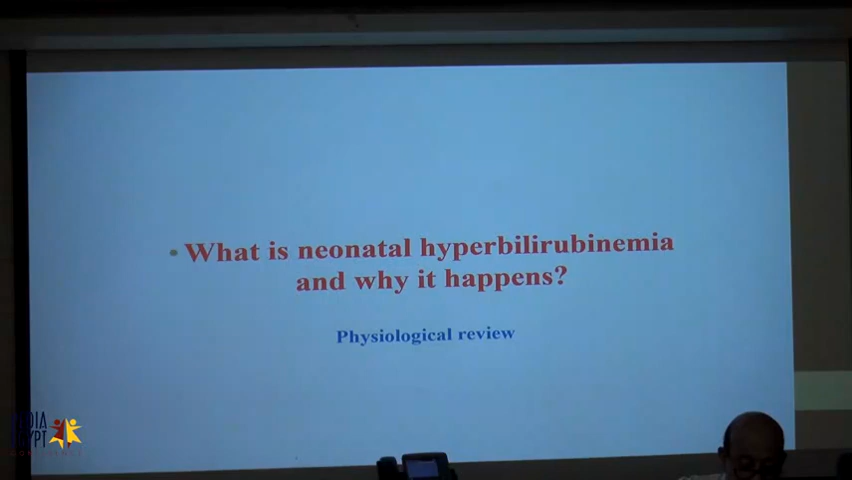 • What is neonatal hyperbilirubinemia
and why it happens?
Physiological review